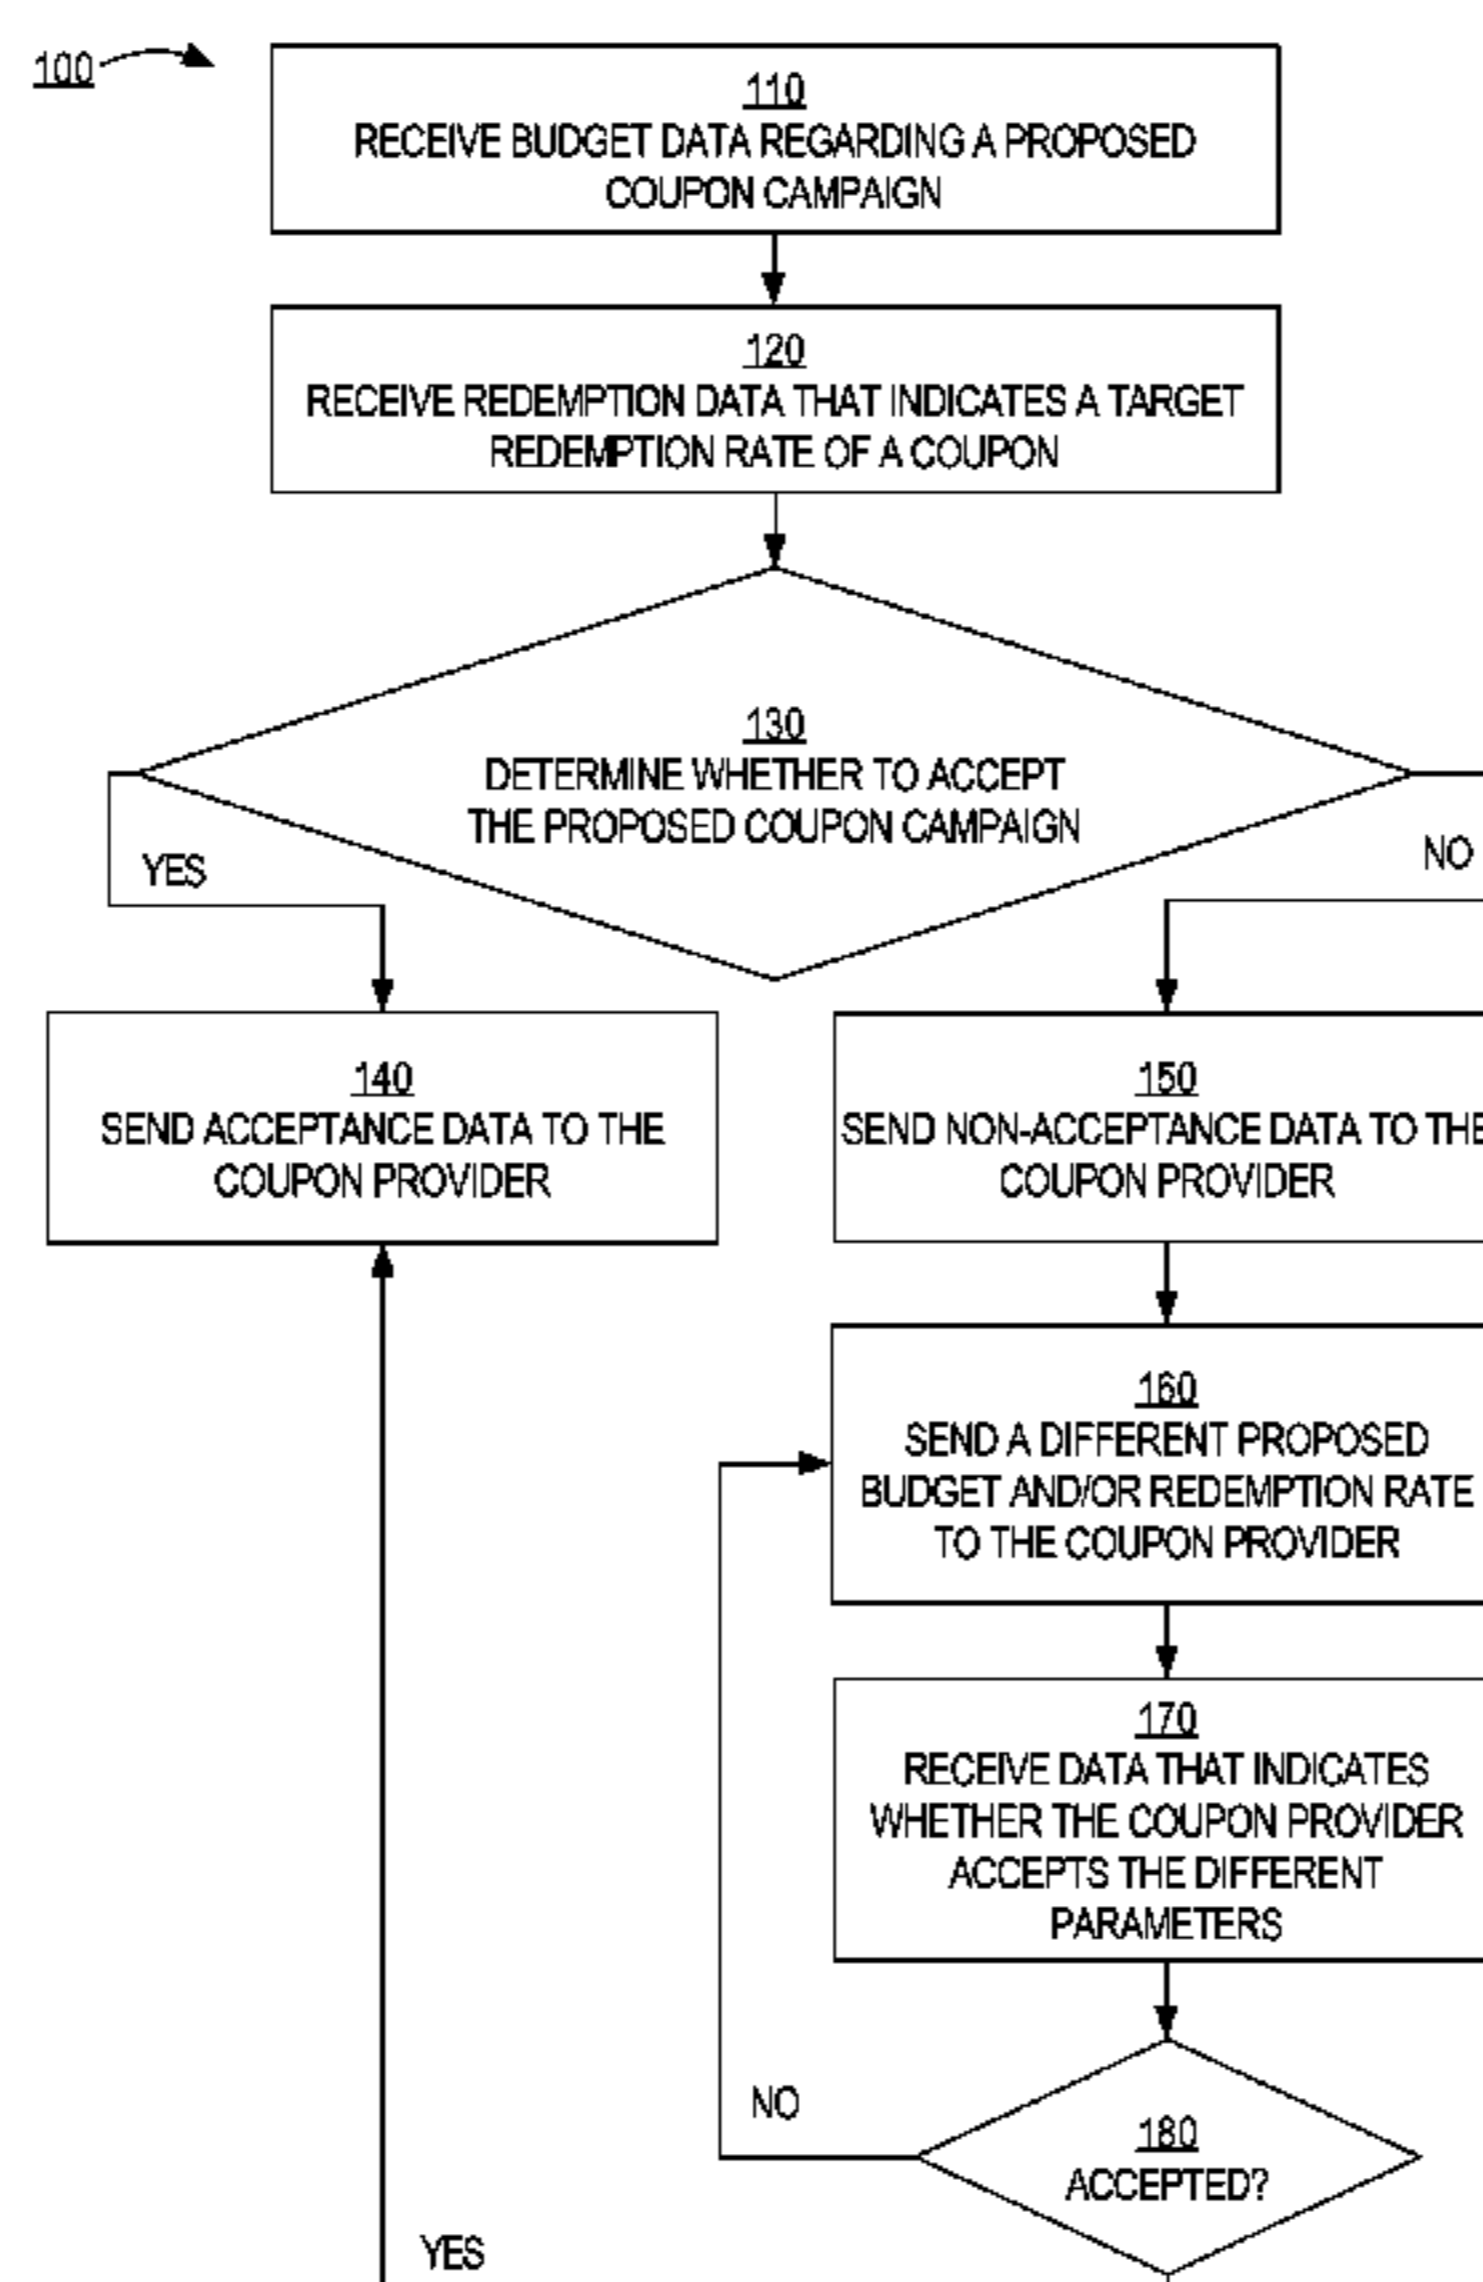 100
110
RECEIVE BUDGET DATA REGARDING A PROPOSED
COUPON CAMPAIGN
120
RECEIVE REDEMPTION DATA THAT INDICATES A TARGET
REDEMPTION RATE OF A COUPON
130
DETERMINE WHETHER TO ACCEPT
THE PROPOSED COUPON CAMPAIGN
YES
NO
140
SEND ACCEPTANCE DATA TO THE
COUPON PROVIDER
150
SEND NON-ACCEPTANCE DATA TO THE
COUPON PROVIDER
160
SEND A DIFFERENT PROPOSED
BUDGET AND/OR REDEMPTION RATE
TO THE COUPON PROVIDER
170
RECEIVE DATA THAT INDICATES
WHETHER THE COUPON PROVIDER
ACCEPTS THE DIFFERENT
PARAMETERS
NO
180
ACCEPTED?
YES